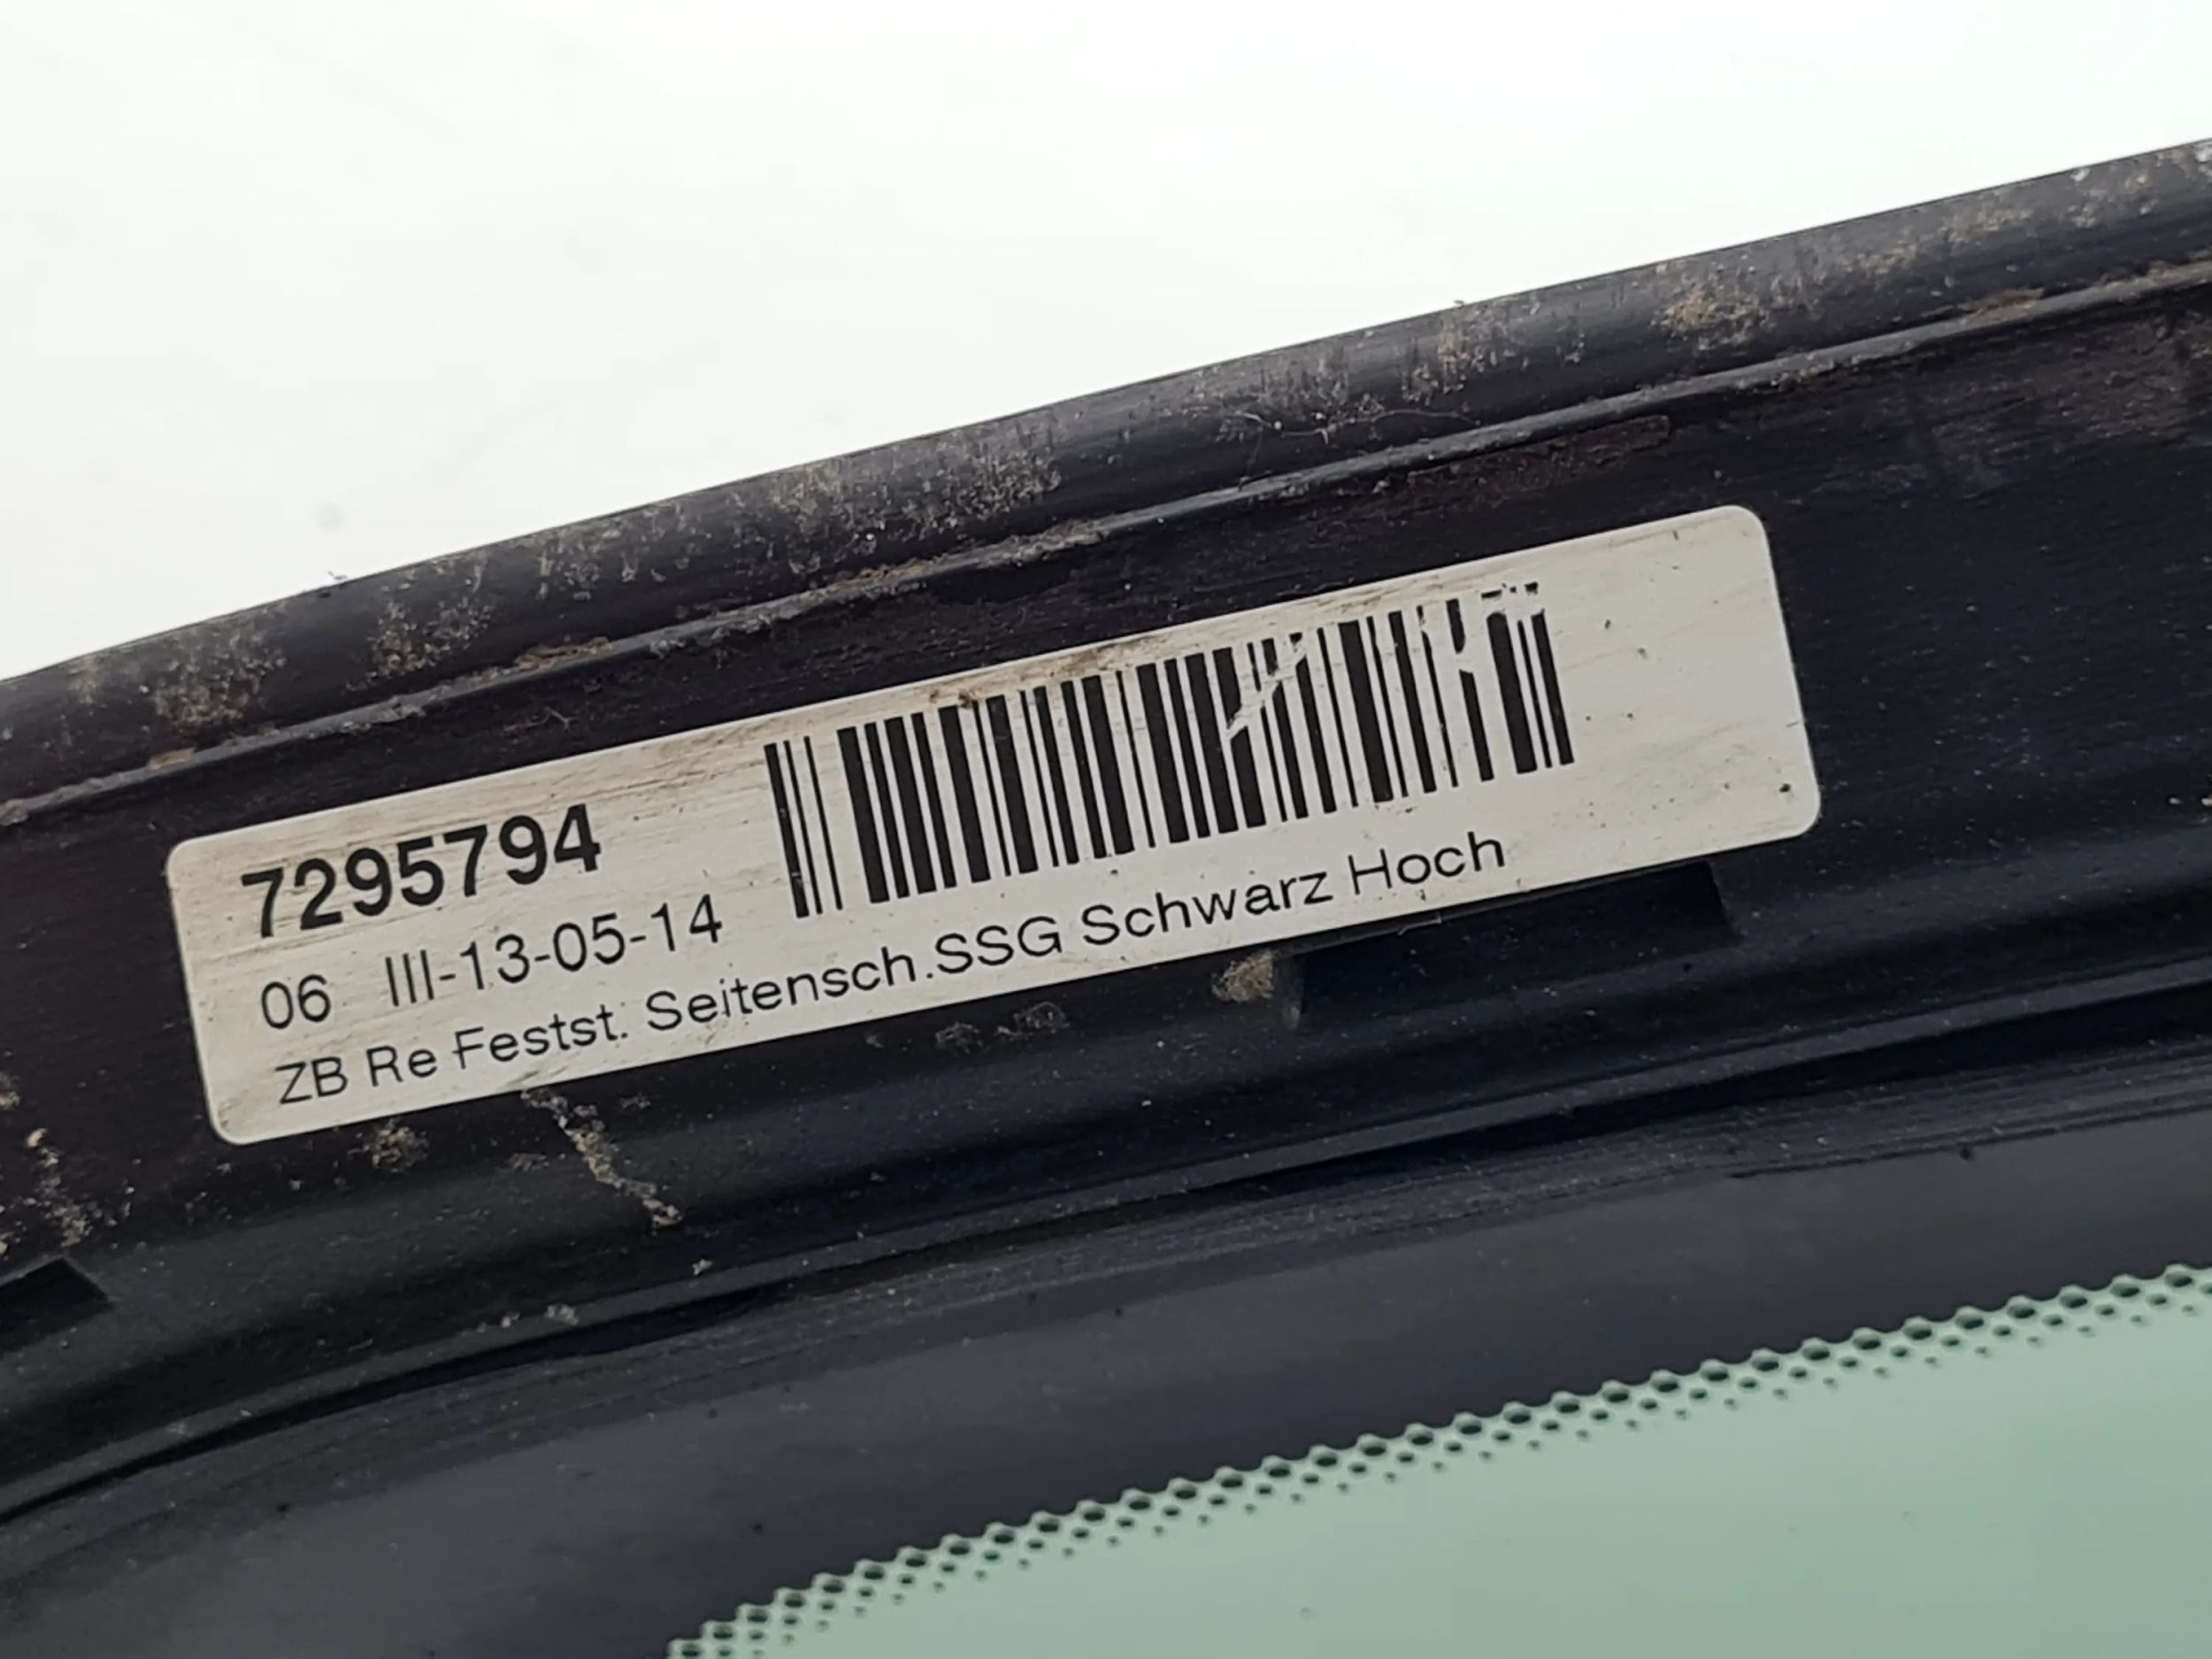 7295794
06 III-13-05-14
ZB Re Festst. Seitensch.SSG Schwarz Hoch